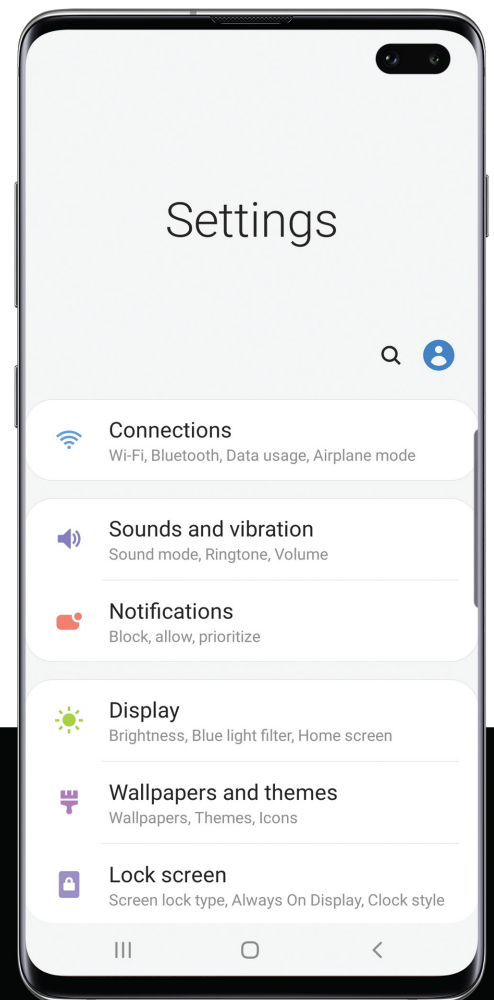 Settings
Connections
Wi-Fi, Bluetooth, Data usage, Airplane mode
Sounds and vibration
Sound mode, Ringtone, Volume
Notifications
Block, allow, prioritize
Display
Brightness, Blue light filter, Home screen
Wallpapers and themes
Wallpapers, Themes, Icons
Lock screen
Screen lock type, Always On Display, Clock style